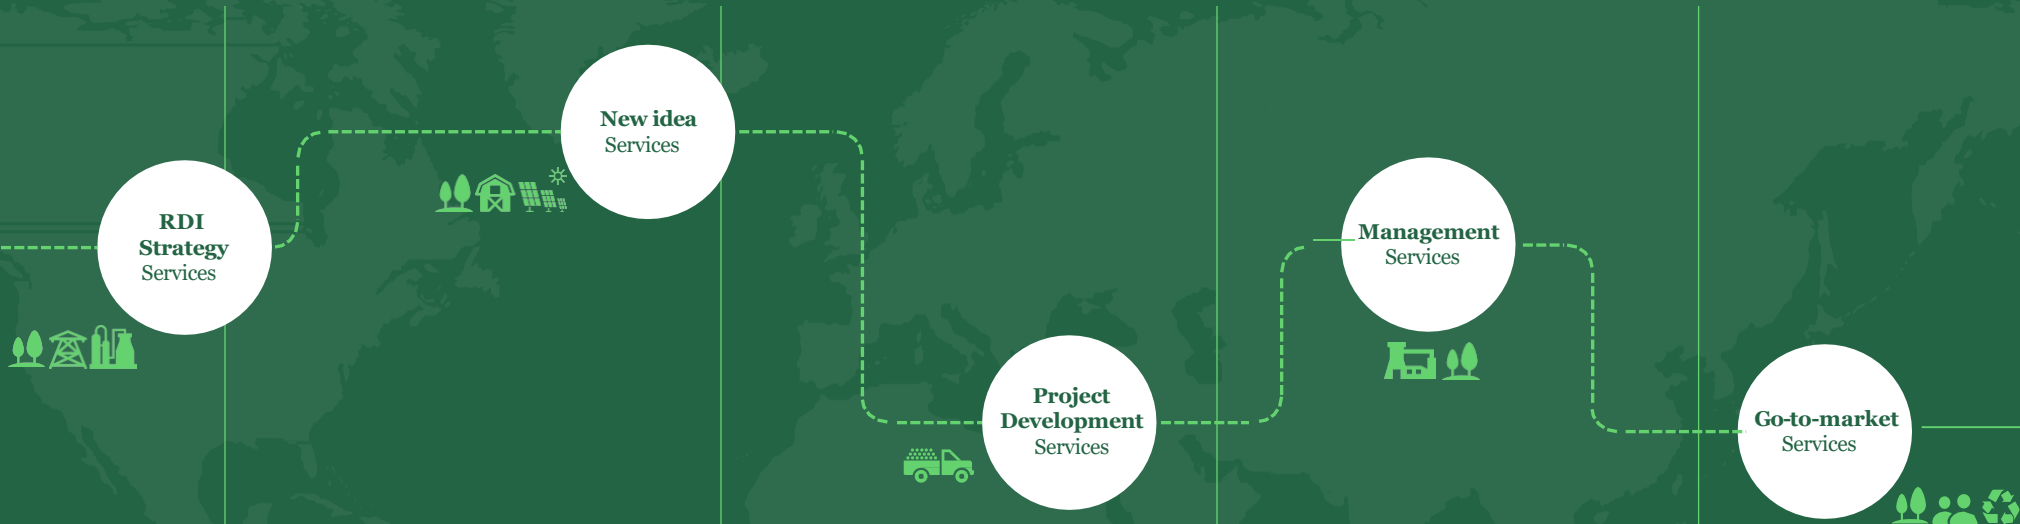 RDI
Strategy
Services
New idea
Services
Project
Development
Services
Management
Services
Go-to-market
Services